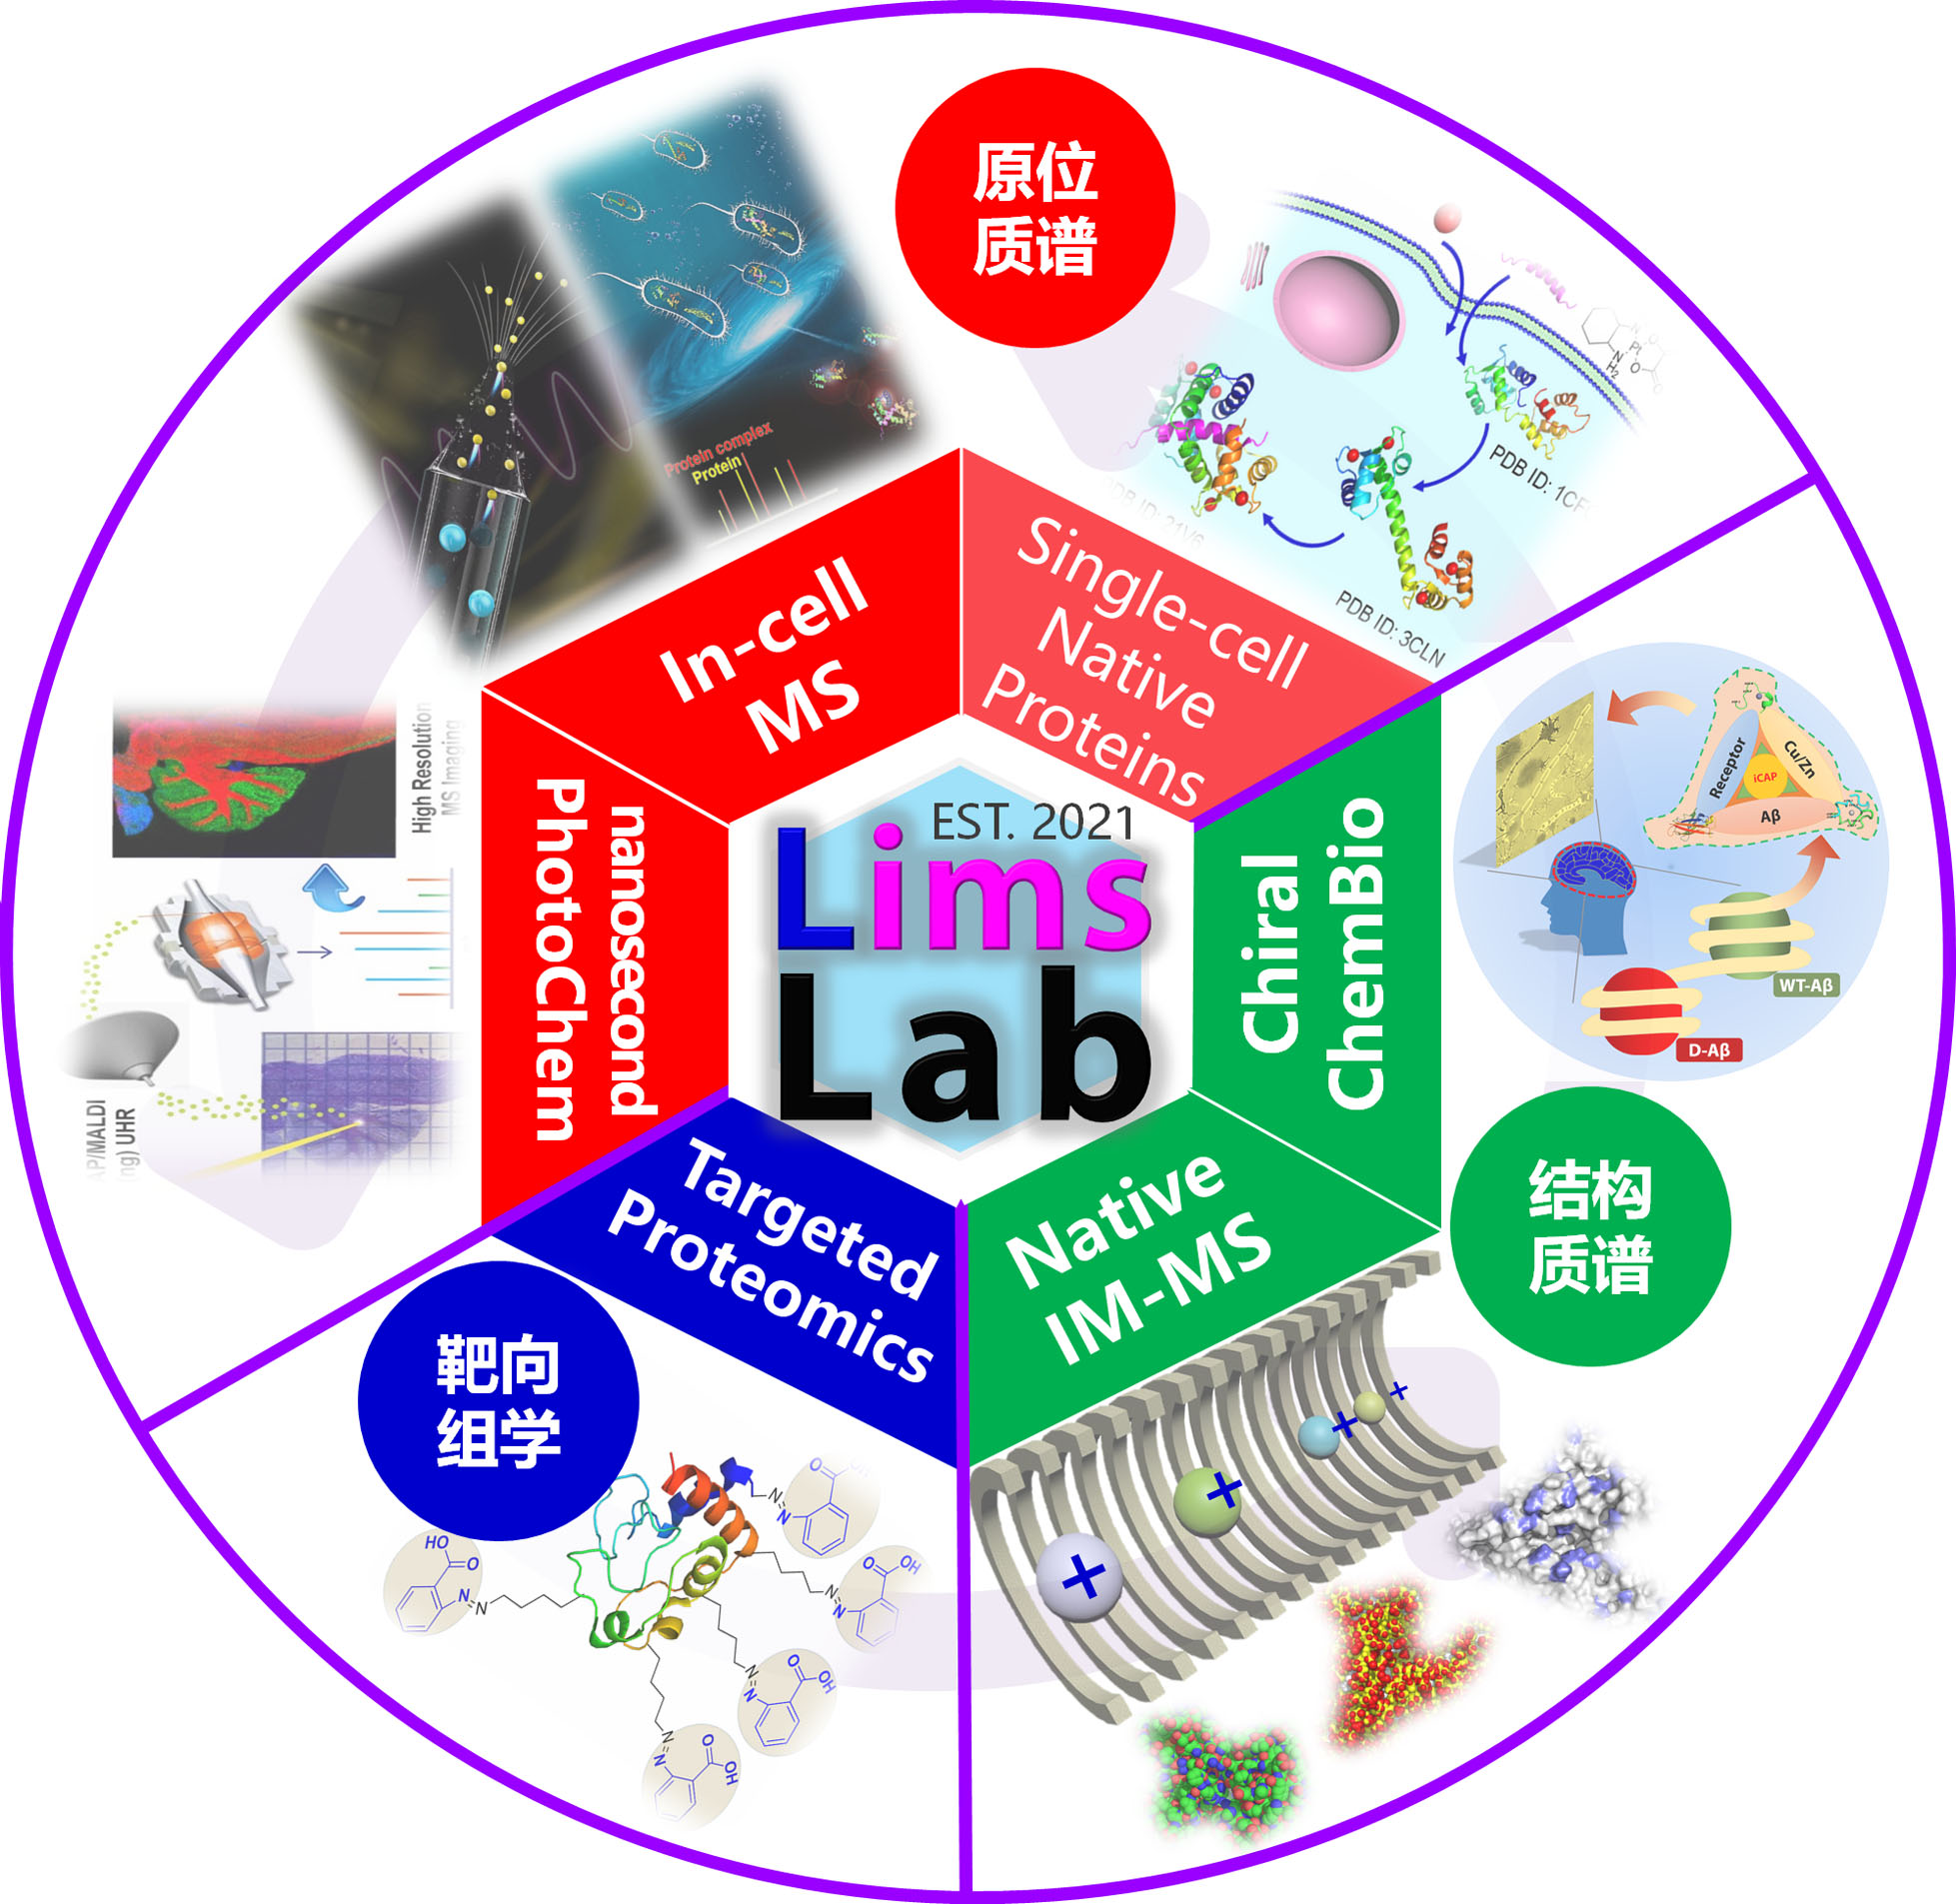 原位
质谱
Protein complex
Protein
N
H₂
Pt
O
O
PDB ID: 1CF
PDB ID: 3CLN
In-cell
MS
Single-cell
Native
Proteins
High Resolution
MS Imaging
nanosecond
PhotoChem
EST. 2021
Lims
Lab
Chiral
ChemBio
Receptor
Cu/Zn
iCAP
Aβ
WT-Aβ
D-Aβ
AP/MALDI
ng) UHR
Targeted
Proteomics
Native
IM-MS
结构
质谱
靶向
组学
HO
O
N
N
O
OH
N
N
O
OH
N
N
O
OH
N
N
O
OH
N
N
+
+
+
+